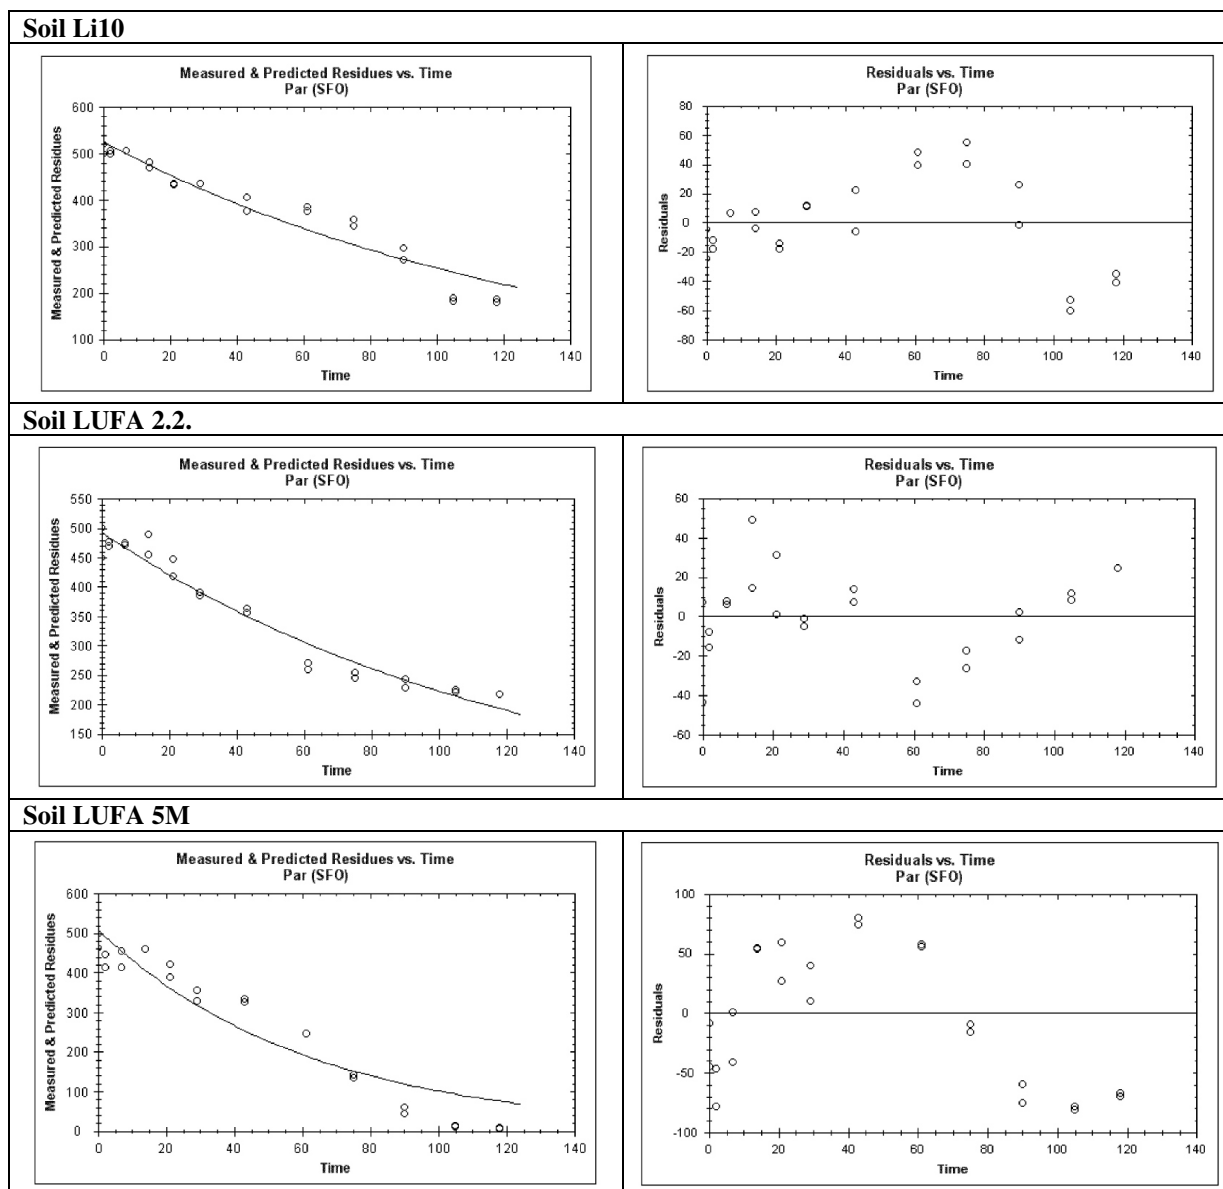 Soil Li10
Measured & Predicted Residues vs. Time
Par (SFO)
Measured & Predicted Residues
600
500
400
300
200
100
0 20 40 60 80 100 120 140
Time
Residuals vs. Time
Par (SFO)
Residuals
80
60
40
20
0
-20
-40
-60
-80
0 20 40 60 80 100 120 140
Time
Soil LUFA 2.2.
Measured & Predicted Residues vs. Time
Par (SFO)
Measured & Predicted Residues
550
500
450
400
350
300
250
200
150
0 20 40 60 80 100 120 140
Time
Residuals vs. Time
Par (SFO)
Residuals
60
40
20
0
-20
-40
-60
0 20 40 60 80 100 120 140
Time
Soil LUFA 5M
Measured & Predicted Residues vs. Time
Par (SFO)
Measured & Predicted Residues
600
500
400
300
200
100
0
0 20 40 60 80 100 120 140
Time
Residuals vs. Time
Par (SFO)
Residuals
100
50
0
-50
-100
0 20 40 60 80 100 120 140
Time